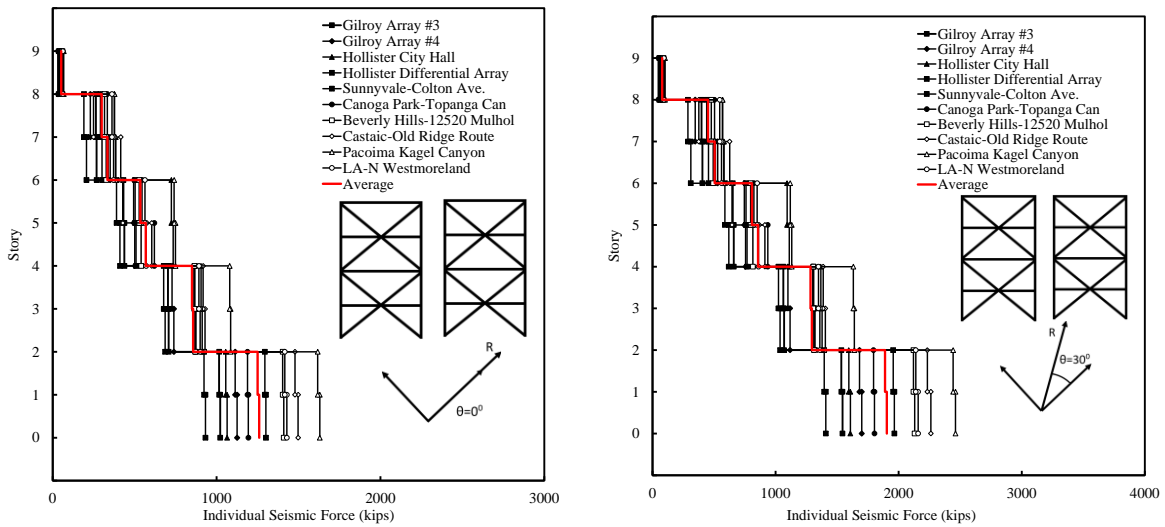 Gilroy Array #3
Gilroy Array #4
Hollister City Hall
Hollister Differential Array
Sunnyvale-Colton Ave.
Canoga Park-Topanga Can
Beverly Hills-12520 Mulhol
Castaic-Old Ridge Route
Pacoima Kagel Canyon
LA-N Westmoreland
Average
9
8
7
6
5
4
3
2
1
0
Story
R
θ=0⁰
0
1000
2000
3000
Individual Seismic Force (kips)
Gilroy Array #3
Gilroy Array #4
Hollister City Hall
Hollister Differential Array
Sunnyvale-Colton Ave.
Canoga Park-Topanga Can
Beverly Hills-12520 Mulhol
Castaic-Old Ridge Route
Pacoima Kagel Canyon
LA-N Westmoreland
Average
9
8
7
6
5
4
3
2
1
0
Story
R
θ=30⁰
0
1000
2000
3000
4000
Individual Seismic Force (kips)